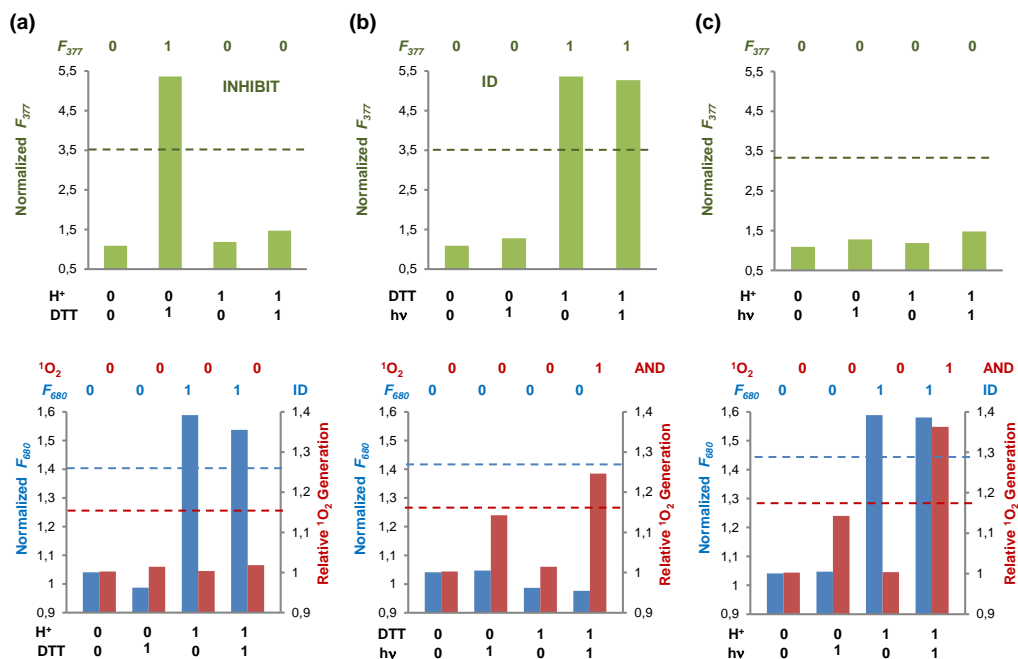 (a)
F377 0 1 0 0
INHIBIT
Normalized F377
5,5
4,5
3,5
2,5
1,5
0,5
H+ 0 0 1 1
DTT 0 1 0 1
(b)
F377 0 0 1 1
ID
Normalized F377
5,5
4,5
3,5
2,5
1,5
0,5
DTT 0 0 1 1
hν 0 1 0 1
(c)
F377 0 0 0 0
Normalized F377
5,5
4,5
3,5
2,5
1,5
0,5
H+ 0 0 1 1
hν 0 1 0 1
¹O2 0 0 0 0
F680 0 0 1 1 ID
Normalized F680
1,6
1,5
1,4
1,3
1,2
1,1
1
0,9
1,4
1,3
1,2
1,1
1
0,9
Relative ¹O2 Generation
H+ 0 0 1 1
DTT 0 1 0 1
¹O2 0 0 0 1 AND
F680 0 0 0 0
Normalized F680
1,6
1,5
1,4
1,3
1,2
1,1
1
0,9
1,4
1,3
1,2
1,1
1
0,9
Relative ¹O2 Generation
DTT 0 0 1 1
hν 0 1 0 1
¹O2 0 0 0 1 AND
F680 0 0 1 1 ID
Normalized F680
1,6
1,5
1,4
1,3
1,2
1,1
1
0,9
1,4
1,3
1,2
1,1
1
0,9
Relative ¹O2 Generation
H+ 0 0 1 1
hν 0 1 0 1